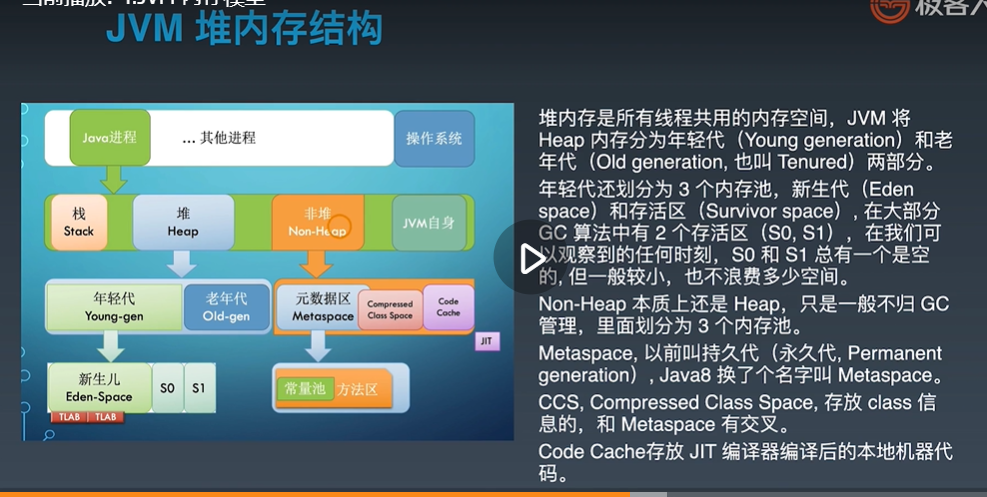 JVM 堆内存结构
极客
Java进程
... 其他进程
操作系统
栈
Stack
堆
Heap
非堆
Non-Heap
JVM自身
年轻代
Young-gen
老年代
Old-gen
元数据区
Metaspace
Compressed
Class Space
Code
Cache
JIT
新生儿
Eden-Space
S0
S1
TLAB
TLAB
常量池
方法区
堆内存是所有线程共用的内存空间，JVM 将
Heap 内存分为年轻代（Young generation）和老
年代（Old generation, 也叫 Tenured）两部分。
年轻代还划分为 3 个内存池，新生代（Eden
space）和存活区（Survivor space）, 在大部分
GC 算法中有 2 个存活区（S0, S1），在我们可
以观察到的任何时刻，S0 和 S1 总有一个是空
的, 但一般较小，也不浪费多少空间。
Non-Heap 本质上还是 Heap，只是一般不归 GC
管理，里面划分为 3 个内存池。
Metaspace, 以前叫持久代（永久代, Permanent
generation）, Java8 换了个名字叫 Metaspace。
CCS, Compressed Class Space, 存放 class 信
息的，和 Metaspace 有交叉。
Code Cache存放 JIT 编译器编译后的本地机器代
码。